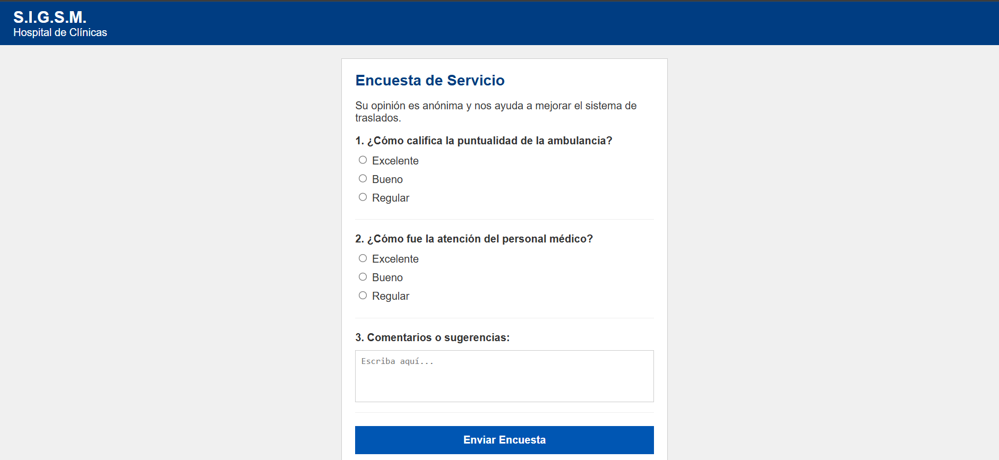 S.I.G.S.M.
Hospital de Clínicas
Encuesta de Servicio
Su opinión es anónima y nos ayuda a mejorar el sistema de
traslados.
1. ¿Cómo califica la puntualidad de la ambulancia?
Excelente
Bueno
Regular
2. ¿Cómo fue la atención del personal médico?
Excelente
Bueno
Regular
3. Comentarios o sugerencias:
Escriba aquí...
Enviar Encuesta